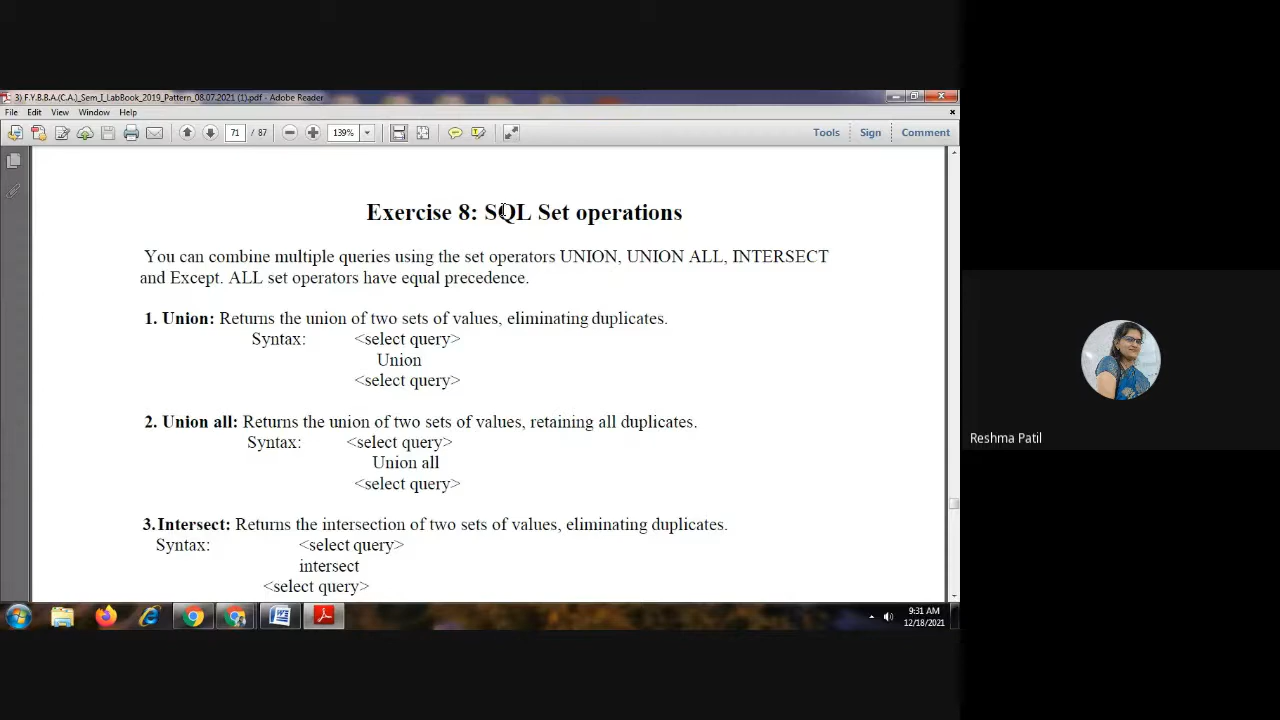 3) F.Y.B.B.A.(C.A.)_Sem_I_LabBook_2019_Pattern_08.07.2021 (1).pdf - Adobe Reader
File Edit View Window Help
71 / 87 139% Tools Sign Comment
Exercise 8: SQL Set operations
You can combine multiple queries using the set operators UNION, UNION ALL, INTERSECT
and Except. ALL set operators have equal precedence.
1. Union: Returns the union of two sets of values, eliminating duplicates.
Syntax: <select query>
Union
<select query>
2. Union all: Returns the union of two sets of values, retaining all duplicates.
Syntax: <select query>
Union all
<select query>
3. Intersect: Returns the intersection of two sets of values, eliminating duplicates.
Syntax: <select query>
intersect
<select query>
Reshma Patil
9:31 AM
12/18/2021